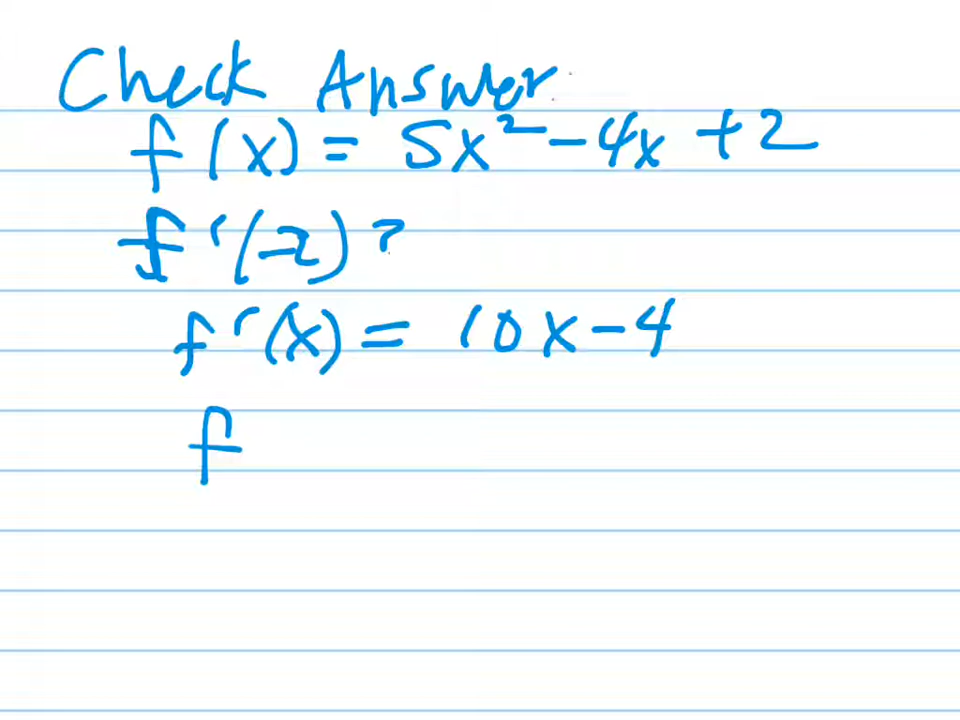 Check Answer
f(x) = 5x² - 4x + 2
f'(-2)?
f'(x) = 10x - 4
f